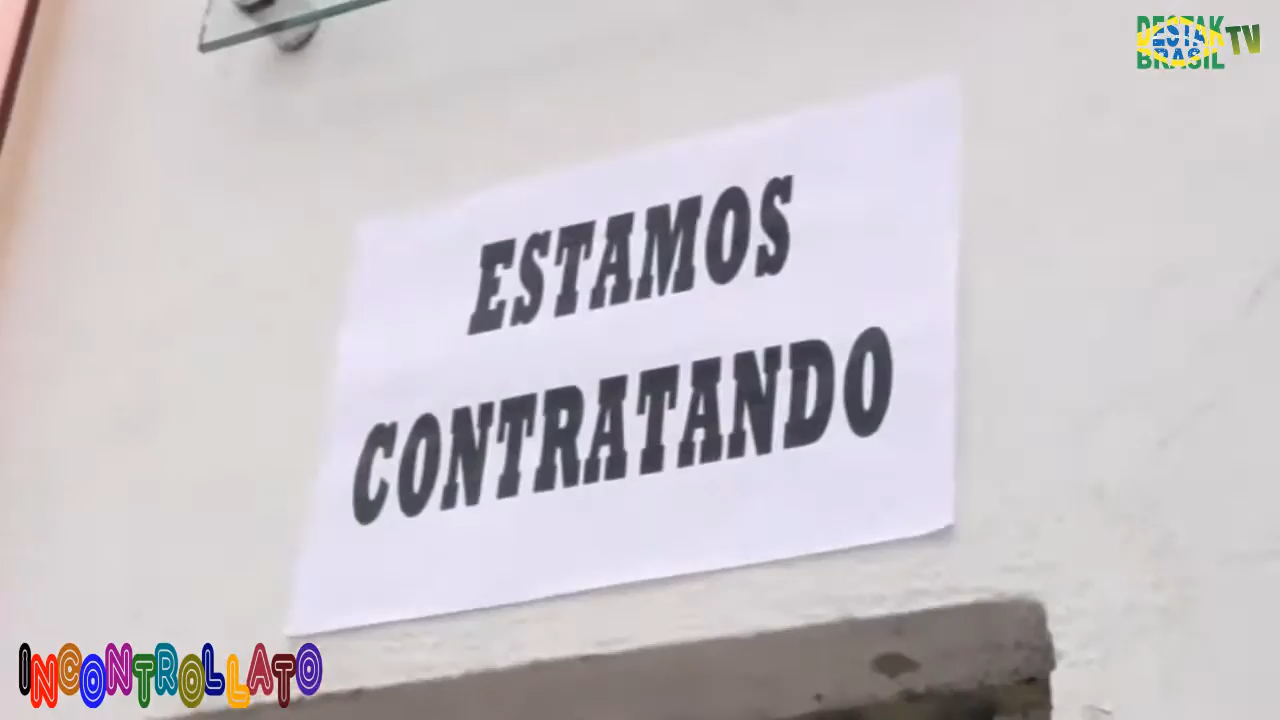 DESTAK
BRASIL TV
ESTAMOS
CONTRATANDO
INCONTROLLATO